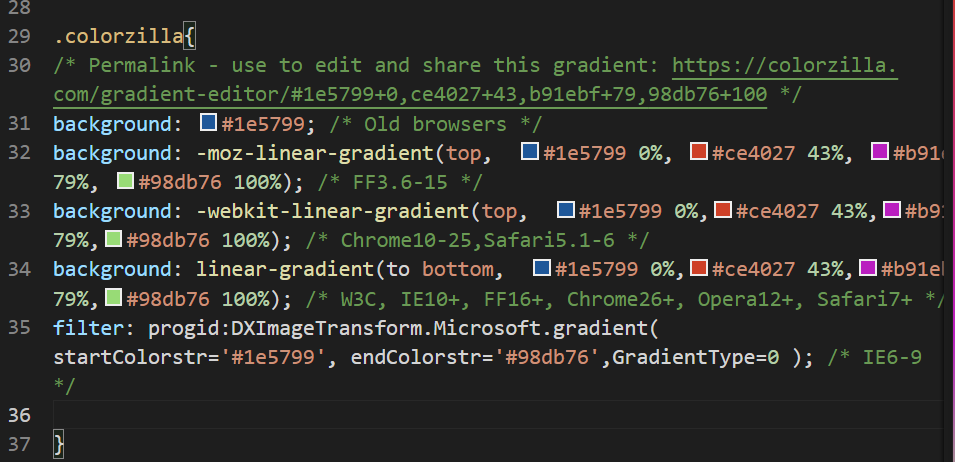 28
29 .colorzilla{
30 /* Permalink - use to edit and share this gradient: https://colorzilla.
com/gradient-editor/#1e5799+0,ce4027+43,b91ebf+79,98db76+100 */
31 background: #1e5799; /* Old browsers */
32 background: -moz-linear-gradient(top, #1e5799 0%, #ce4027 43%, #b91e
79%, #98db76 100%); /* FF3.6-15 */
33 background: -webkit-linear-gradient(top, #1e5799 0%,#ce4027 43%,#b91
79%,#98db76 100%); /* Chrome10-25,Safari5.1-6 */
34 background: linear-gradient(to bottom, #1e5799 0%,#ce4027 43%,#b91eb
79%,#98db76 100%); /* W3C, IE10+, FF16+, Chrome26+, Opera12+, Safari7+ */
35 filter: progid:DXImageTransform.Microsoft.gradient(
startColorstr='#1e5799', endColorstr='#98db76',GradientType=0 ); /* IE6-9
*/
36
37 }